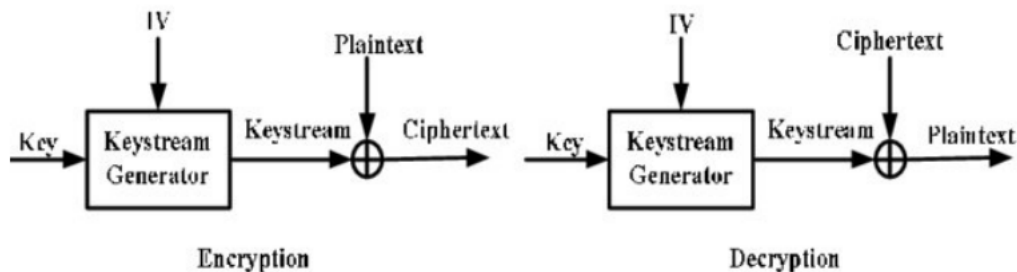 IV
Plaintext
Key
Keystream
Generator
Keystream
Ciphertext
Encryption
IV
Ciphertext
Key
Keystream
Generator
Keystream
Plaintext
Decryption